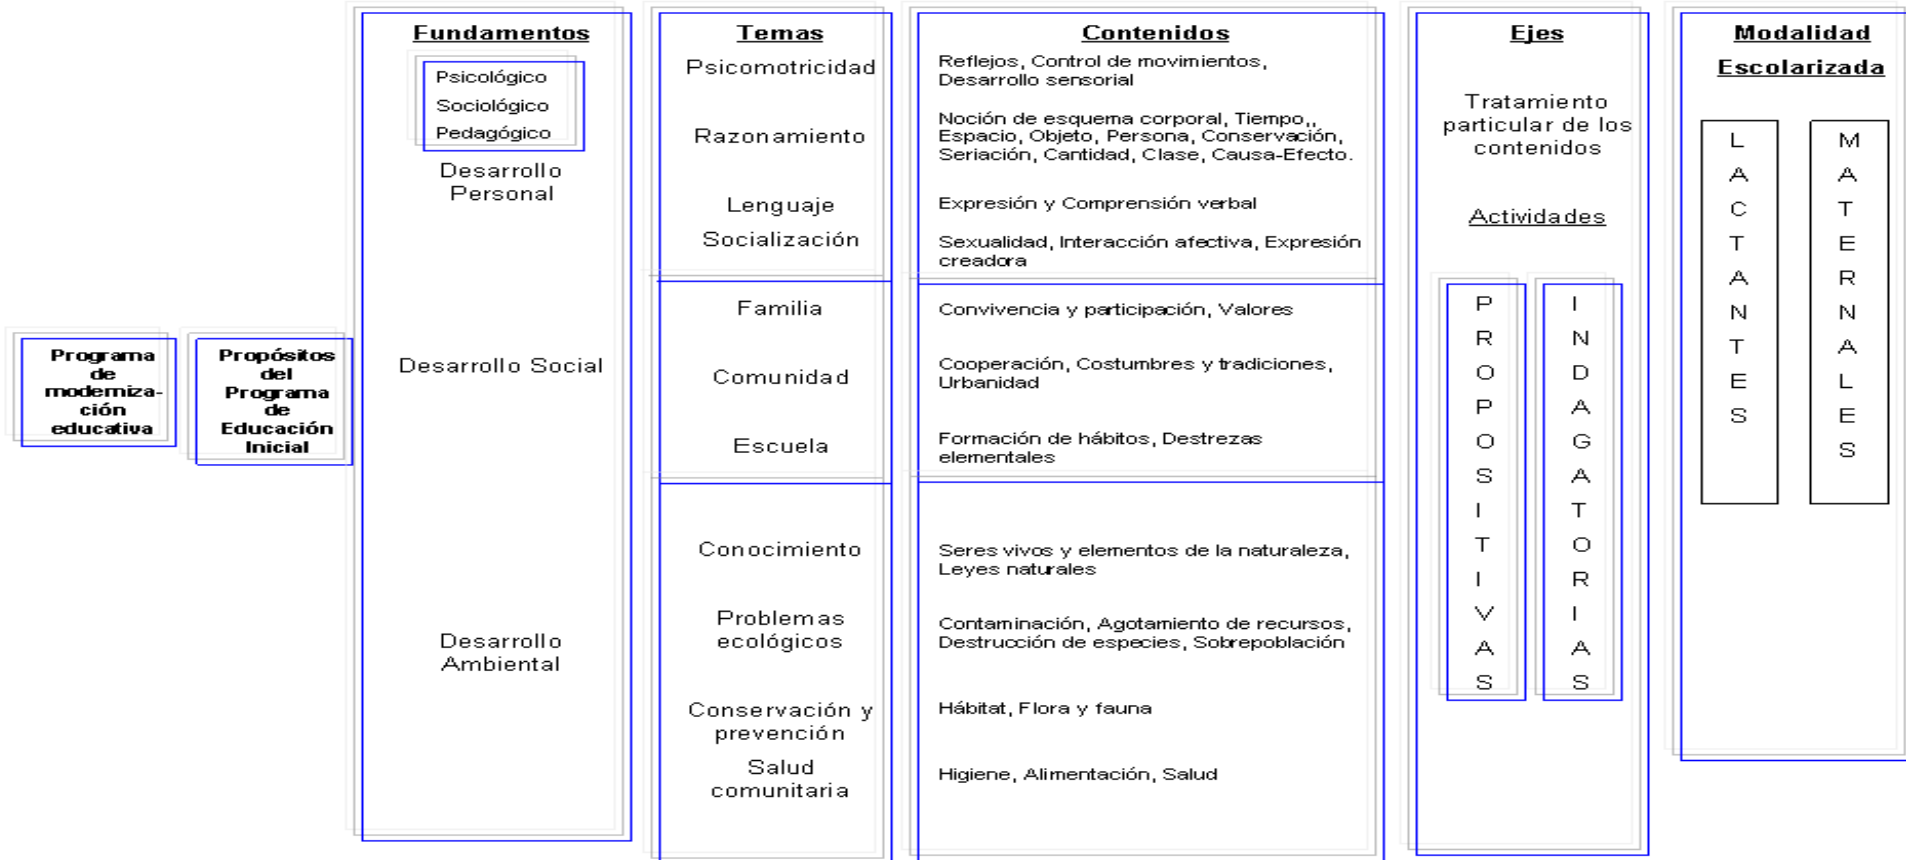 Programa
de
moderniza-
ción
educativa
Propósitos
del
Programa
de
Educación
Inicial
Fundamentos
Psicológico
Sociológico
Pedagógico
Desarrollo
Personal
Desarrollo Social
Desarrollo
Ambiental
Temas
Psicomotricidad
Razonamiento
Lenguaje
Socialización
Familia
Comunidad
Escuela
Conocimiento
Problemas
ecológicos
Conservación y
prevención
Salud
comunitaria
Contenidos
Reflejos, Control de movimientos,
Desarrollo sensorial
Noción de esquema corporal, Tiempo,,
Espacio, Objeto, Persona, Conservación,
Seriación, Cantidad, Clase, Causa-Efecto.
Expresión y Comprensión verbal
Sexualidad, Interacción afectiva, Expresión
creadora
Convivencia y participación, Valores
Cooperación, Costumbres y tradiciones,
Urbanidad
Formación de hábitos, Destrezas
elementales
Seres vivos y elementos de la naturaleza,
Leyes naturales
Contaminación, Agotamiento de recursos,
Destrucción de especies, Sobrepoblación
Hábitat, Flora y fauna
Higiene, Alimentación, Salud
Ejes
Tratamiento
particular de los
contenidos
Actividades
PROPOSITIVAS
INDAGATORIAS
Modalidad
Escolarizada
LACTANTES
MATERNALES